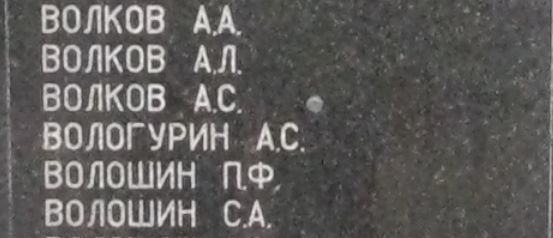 ВОЛКОВ А.А.
ВОЛКОВ А.Л.
ВОЛКОВ А.С.
ВОЛОГУРИН А.С.
ВОЛОШИН П.Ф.
ВОЛОШИН С.А.